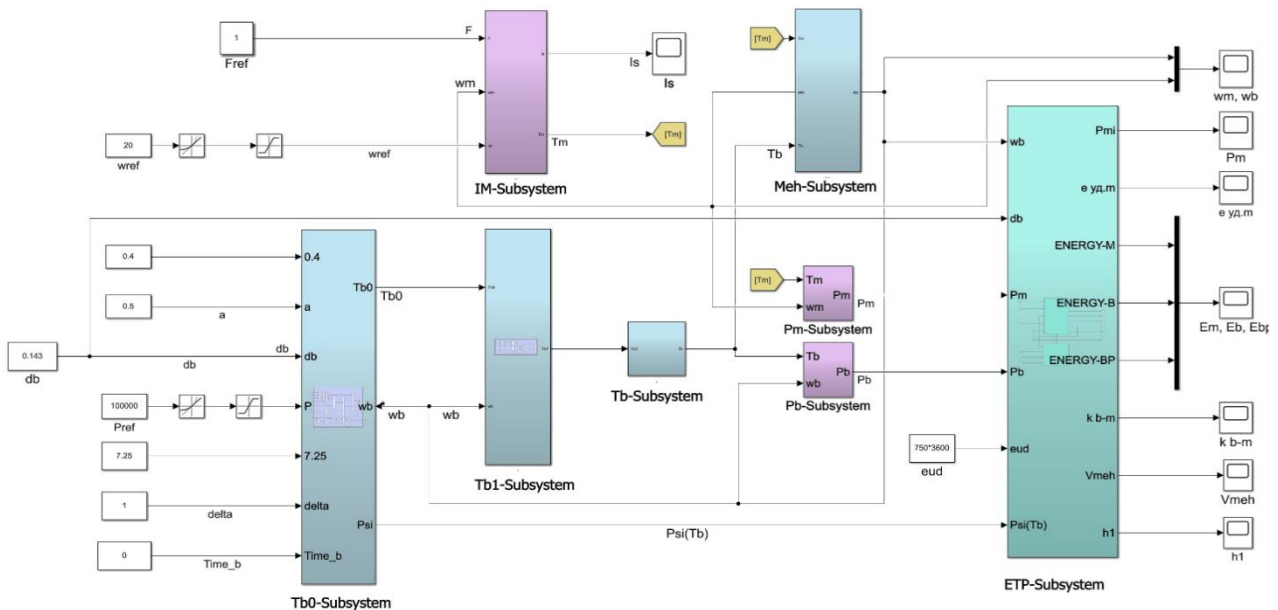 1
Fref
F
wm
20
wref
wref
IM-Subsystem
Is
Is
Tm
[Tm]
[Tm]
Tb
Meh-Subsystem
wm, wb
Pm
e уд.m
Em, Eb, Ebp
k b-m
Vmeh
h1
wb
db
Pm
Pb
eud
Psi(Tb)
Pmi
e уд.m
ENERGY-M
ENERGY-B
ENERGY-BP
k b-m
Vmeh
h1
ETP-Subsystem
0.4
0.5
a
0.143
db
db
db
100000
Pref
7.25
1
delta
0
Time_b
0.4
a
db
P
7.25
delta
Time_b
Tb0
wb
Psi
Tb0-Subsystem
Tb0
wb
wb
Tb1-Subsystem
Tb-Subsystem
[Tm]
Tm
wm
Pm
Pm
Pm-Subsystem
Tb
wb
Pb
Pb
Pb-Subsystem
750*3600
eud
Psi(Tb)